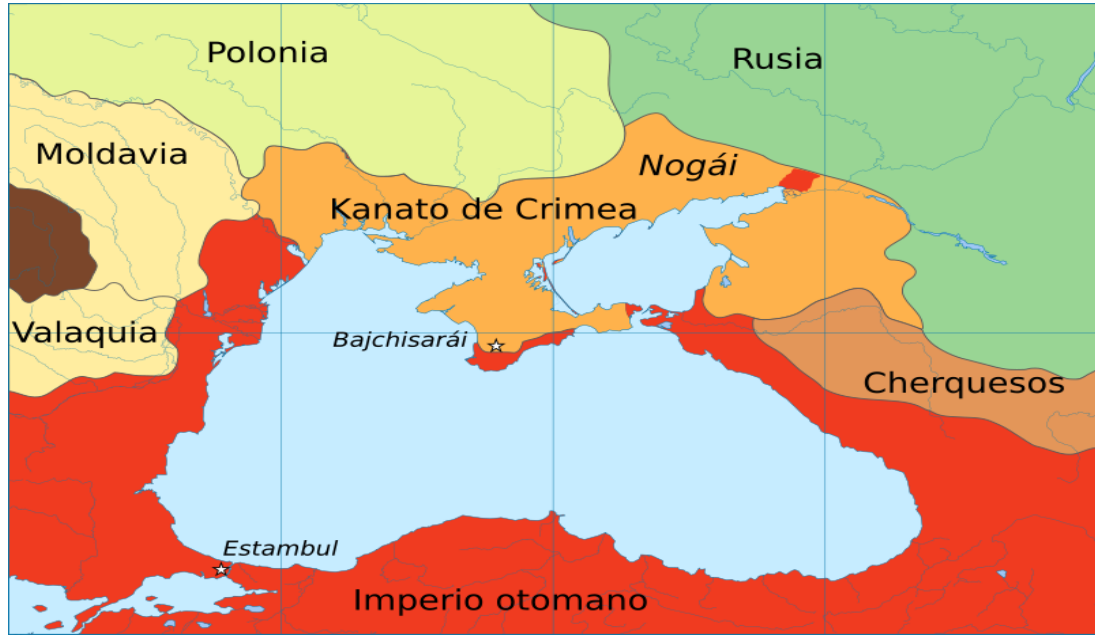 Polonia
Rusia
Moldavia
Nogái
Kanato de Crimea
Valaquia
Bajchisarái
Cherquesos
Estambul
Imperio otomano